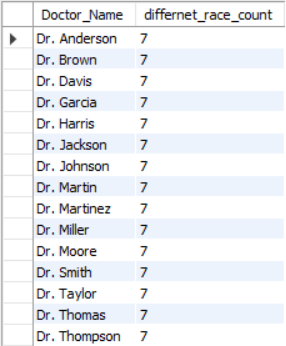 Doctor_Name differnet_race_count
Dr. Anderson 7
Dr. Brown 7
Dr. Davis 7
Dr. Garcia 7
Dr. Harris 7
Dr. Jackson 7
Dr. Johnson 7
Dr. Martin 7
Dr. Martinez 7
Dr. Miller 7
Dr. Moore 7
Dr. Smith 7
Dr. Taylor 7
Dr. Thomas 7
Dr. Thompson 7